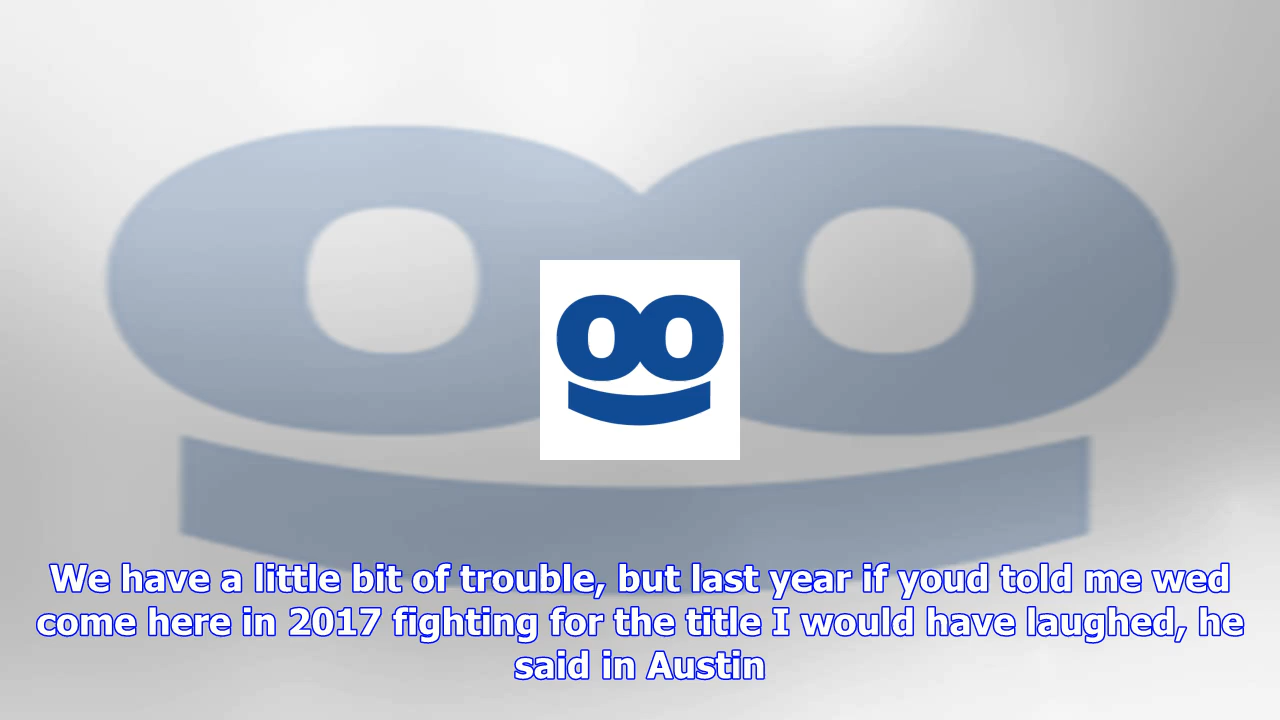 We have a little bit of trouble, but last year if youd told me wed
come here in 2017 fighting for the title I would have laughed, he
said in Austin